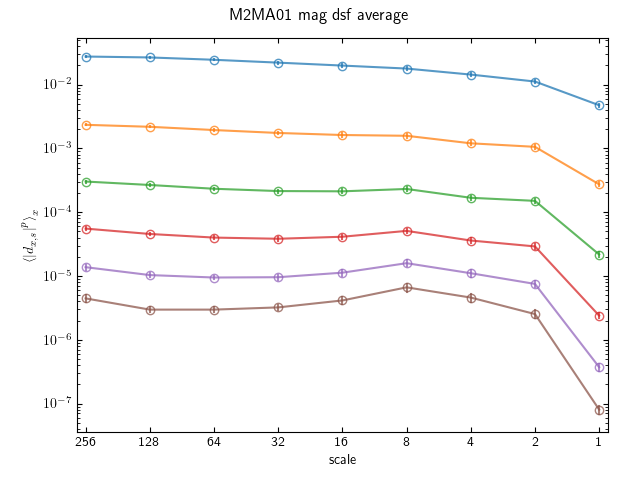 M2MA01 mag dsf average
10⁻²
10⁻³
10⁻⁴
10⁻⁵
10⁻⁶
10⁻⁷
⟨|d_{x,s}|^p⟩_x
256 128 64 32 16 8 4 2 1
scale